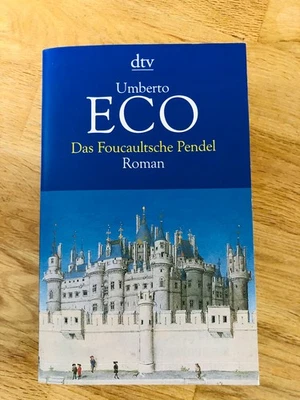 dtv
Umberto
ECO
Das Foucaultsche Pendel
Roman